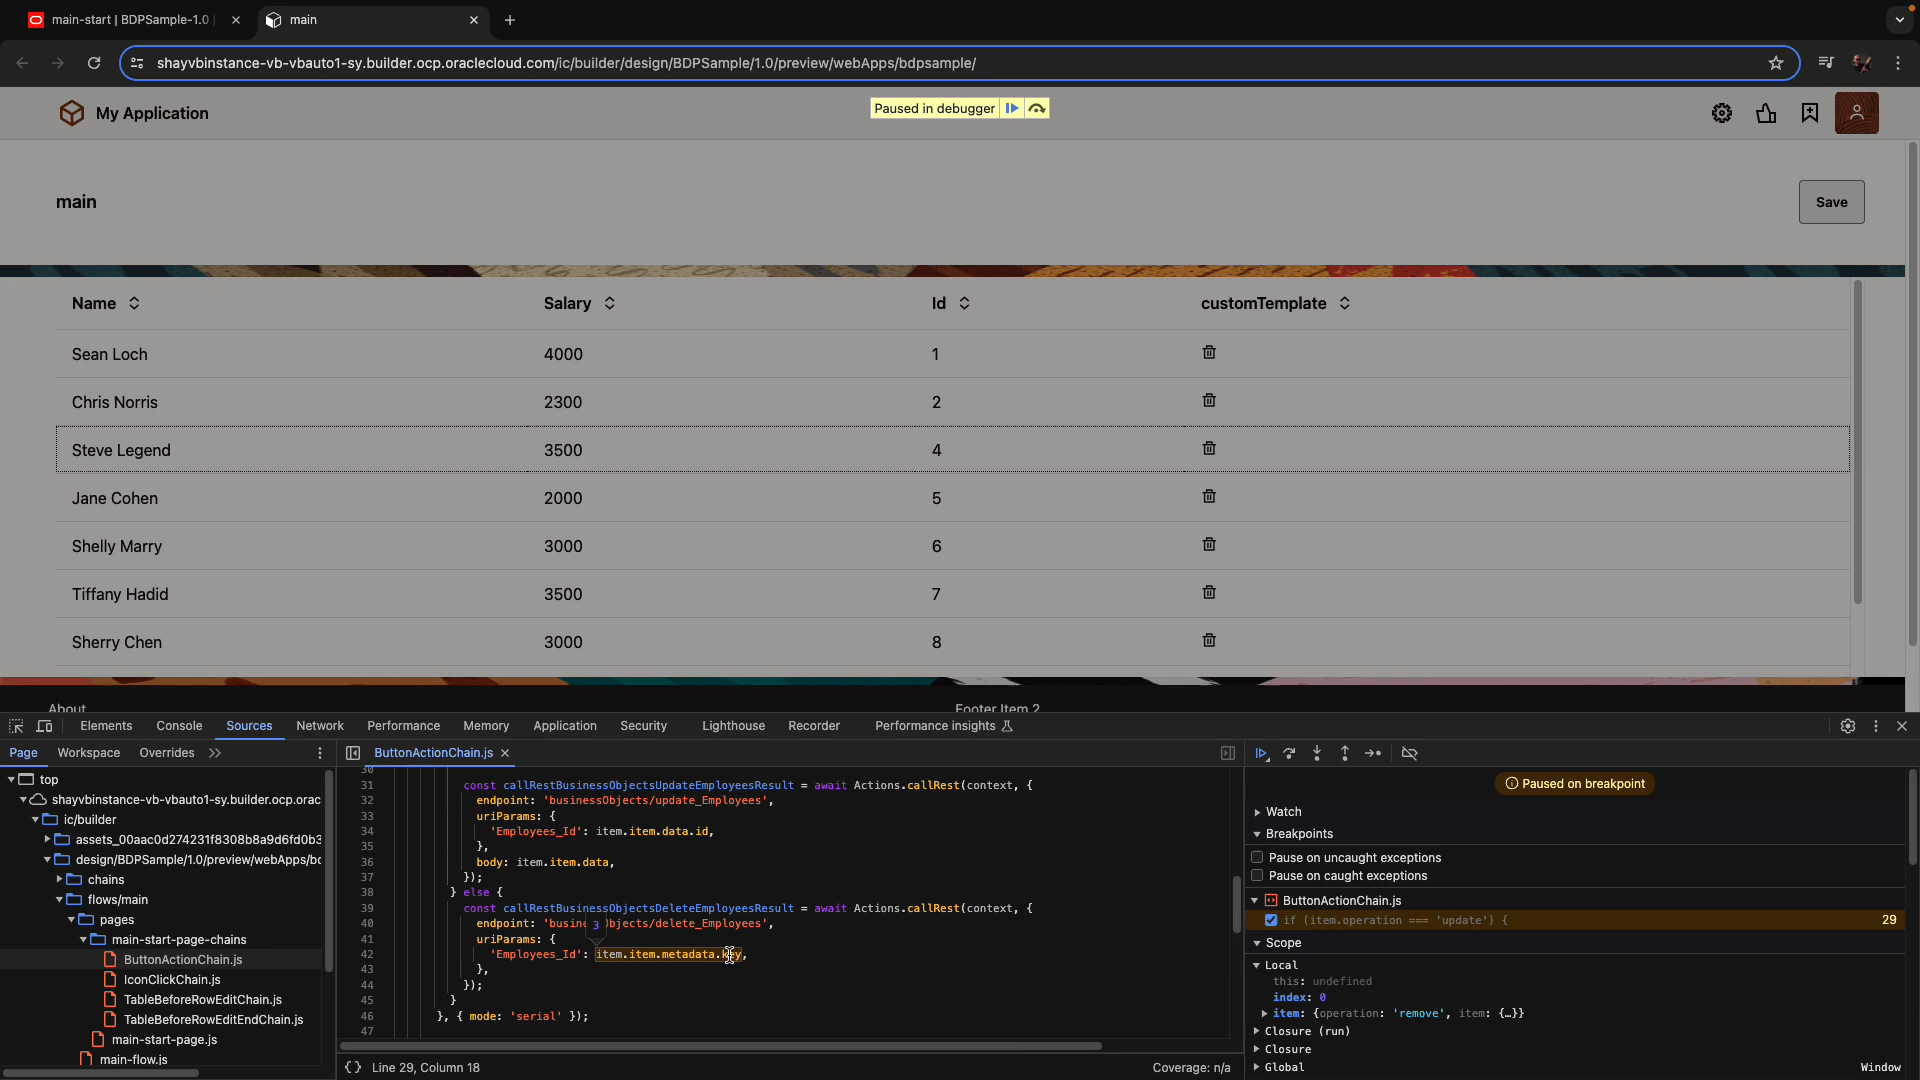 main-start | BDPSample-1.0
main
shayvbinstance-vb-vbauto1-sy.builder.ocp.oraclecloud.com/ic/builder/design/BDPSample/1.0/preview/webApps/bdpsample/
My Application
Paused in debugger
main
Save
Name Salary Id customTemplate
Sean Loch 4000 1
Chris Norris 2300 2
Steve Legend 3500 4
Jane Cohen 2000 5
Shelly Marry 3000 6
Tiffany Hadid 3500 7
Sherry Chen 3000 8
About Footer Item 2
Elements Console Sources Network Performance Memory Application Security Lighthouse Recorder Performance insights
Page Workspace Overrides
top
shayvbinstance-vb-vbauto1-sy.builder.ocp.orac
ic/builder
assets_00aac0d274231f8308b8a9d6fd0b3
design/BDPSample/1.0/preview/webApps/bc
chains
flows/main
pages
main-start-page-chains
ButtonActionChain.js
IconClickChain.js
TableBeforeRowEditChain.js
TableBeforeRowEditEndChain.js
main-start-page.js
main-flow.js
ButtonActionChain.js
30
31 const callRestBusinessObjectsUpdateEmployeesResult = await Actions.callRest(context, {
32 endpoint: 'businessObjects/update_Employees',
33 uriParams: {
34 'Employees_Id': item.item.data.id,
35 },
36 body: item.item.data,
37 });
38 } else {
39 const callRestBusinessObjectsDeleteEmployeesResult = await Actions.callRest(context, {
40 endpoint: 'busin 3 bjects/delete_Employees',
41 uriParams: {
42 'Employees_Id': item.item.metadata.key,
43 },
44 });
45 }
46 }, { mode: 'serial' });
47
{} Line 29, Column 18 Coverage: n/a
Paused on breakpoint
Watch
Breakpoints
Pause on uncaught exceptions
Pause on caught exceptions
ButtonActionChain.js
if (item.operation === 'update') { 29
Scope
Local
this: undefined
index: 0
item: {operation: 'remove', item: {…}}
Closure (run)
Closure
Global Window